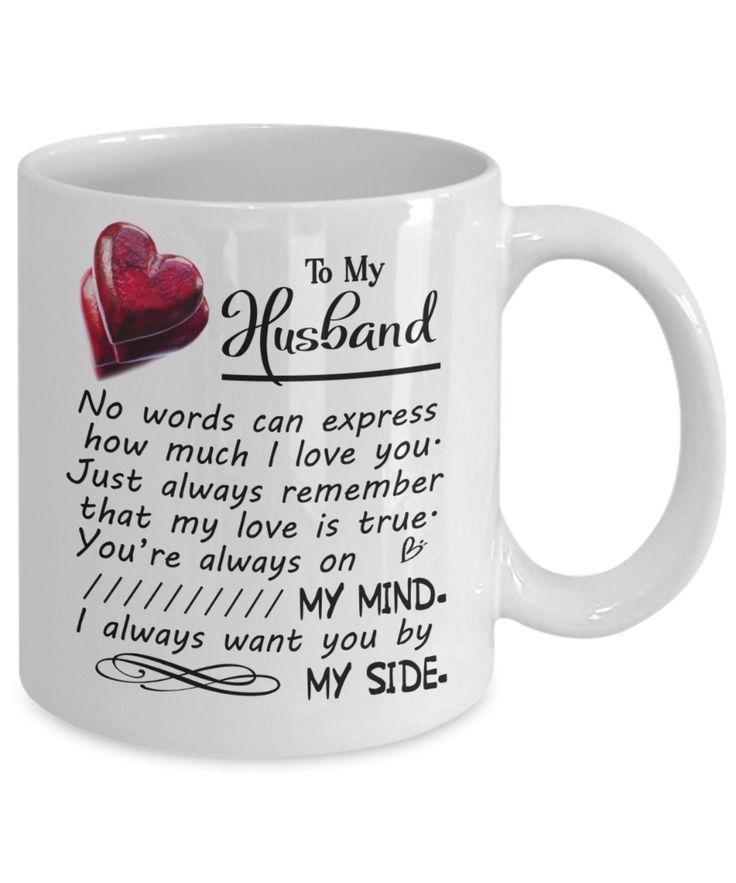 To My
Husband
No words can express
how much I love you.
Just always remember
that my love is true.
You're always on
////////// MY MIND.
I always want you by
MY SIDE.